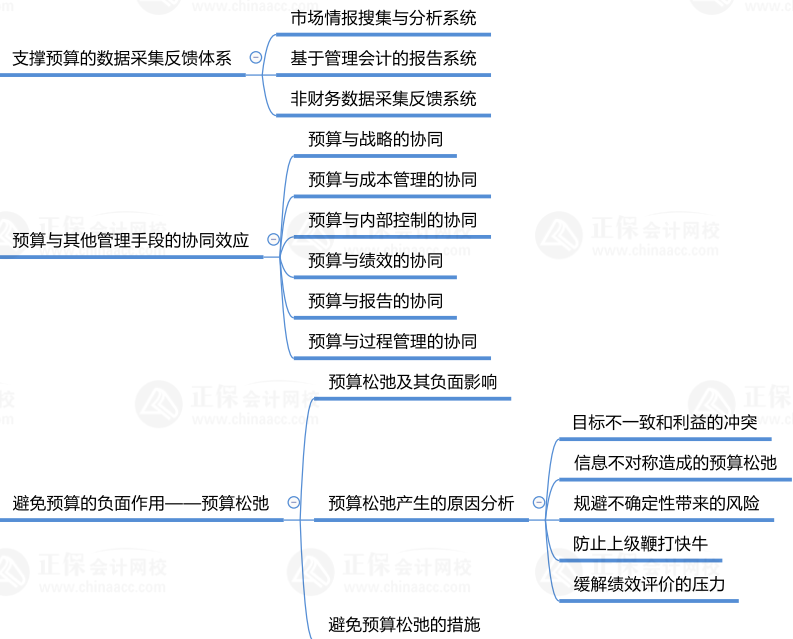 支撑预算的数据采集反馈体系
市场情报搜集与分析系统
基于管理会计的报告系统
非财务数据采集反馈系统
预算与其他管理手段的协同效应
预算与战略的协同
预算与成本管理的协同
预算与内部控制的协同
预算与绩效的协同
预算与报告的协同
预算与过程管理的协同
避免预算的负面作用——预算松弛
预算松弛及其负面影响
预算松弛产生的原因分析
目标不一致和利益的冲突
信息不对称造成的预算松弛
规避不确定性带来的风险
防止上级鞭打快牛
缓解绩效评价的压力
避免预算松弛的措施
正保会计网校
www.chinaacc.com